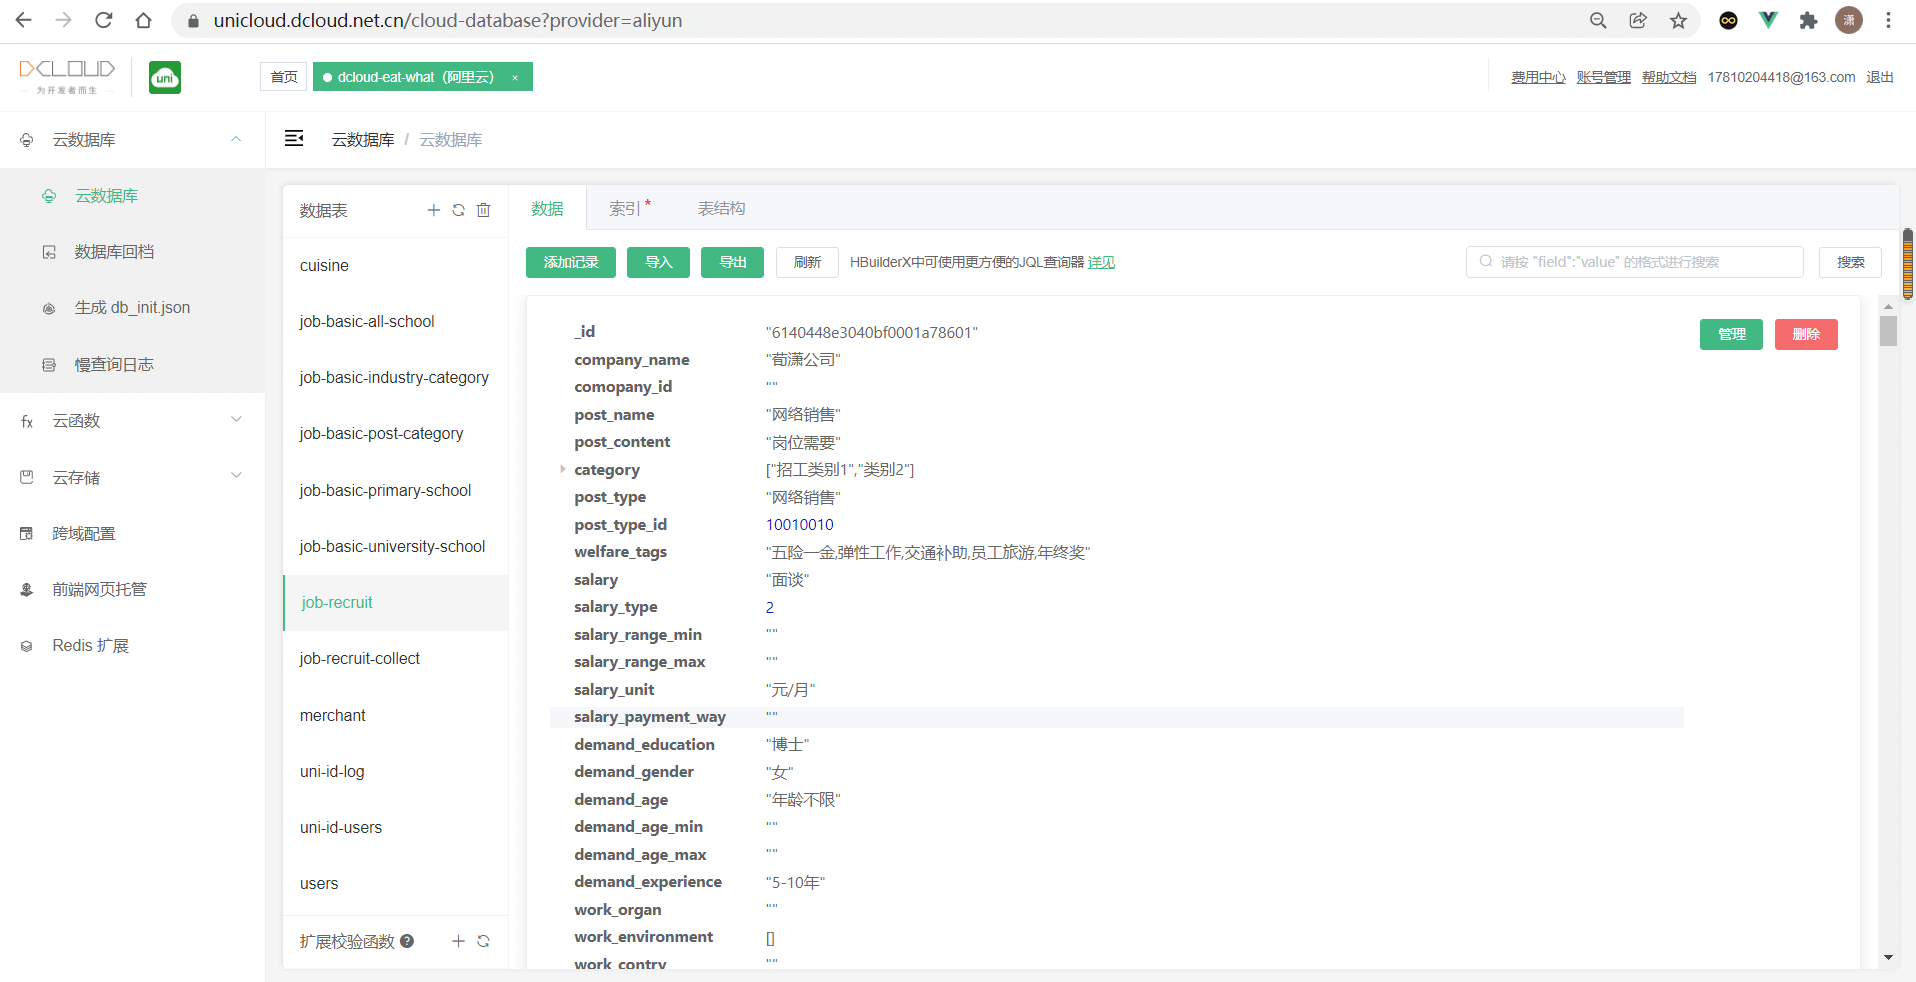 unicloud.dcloud.net.cn/cloud-database?provider=aliyun
潇
DCLOUD
为开发者而生
uni
首页
dcloud-eat-what（阿里云） ×
费用中心 账号管理 帮助文档 17810204418@163.com 退出
云数据库
云数据库
数据库回档
生成 db_init.json
慢查询日志
云函数
云存储
跨域配置
前端网页托管
Redis 扩展
云数据库 / 云数据库
数据表
cuisine
job-basic-all-school
job-basic-industry-category
job-basic-post-category
job-basic-primary-school
job-basic-university-school
job-recruit
job-recruit-collect
merchant
uni-id-log
uni-id-users
users
扩展校验函数 ?
数据 索引* 表结构
添加记录 导入 导出 刷新 HBuilderX中可使用更方便的JQL查询器 详见
请按 "field":"value" 的格式进行搜索 搜索
管理 删除
_id "6140448e3040bf0001a78601"
company_name "荀潇公司"
comopany_id ""
post_name "网络销售"
post_content "岗位需要"
category ["招工类别1","类别2"]
post_type "网络销售"
post_type_id 10010010
welfare_tags "五险一金,弹性工作,交通补助,员工旅游,年终奖"
salary "面谈"
salary_type 2
salary_range_min ""
salary_range_max ""
salary_unit "元/月"
salary_payment_way ""
demand_education "博士"
demand_gender "女"
demand_age "年龄不限"
demand_age_min ""
demand_age_max ""
demand_experience "5-10年"
work_organ ""
work_environment []
work_contry ""